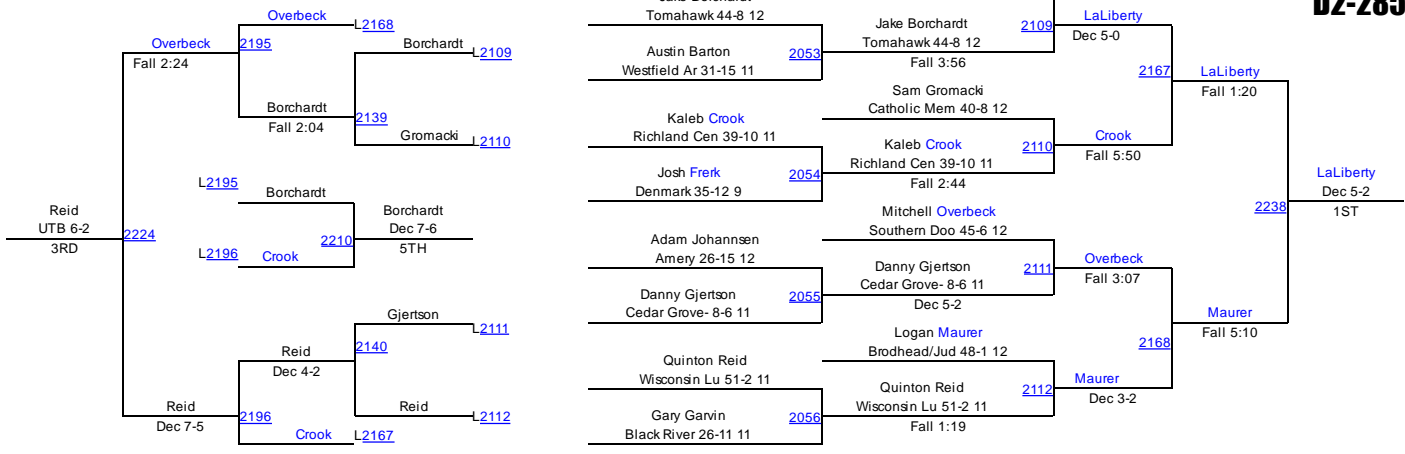 D2-285
Overbeck
L2168
Overbeck
2195
Fall 2:24
Borchardt
L2109
Borchardt
Fall 2:04
2139
Gromacki
L2110
L2195
Borchardt
Reid
UTB 6-2
3RD
2224
Borchardt
Dec 7-6
5TH
2210
L2196
Crook
Gjertson
L2111
Reid
Dec 4-2
2140
Reid
Dec 7-5
2196
Reid
L2112
Crook
L2167
Tomahawk 44-8 12
Austin Barton
Westfield Ar 31-15 11
2053
Jake Borchardt
Tomahawk 44-8 12
Fall 3:56
2109
LaLiberty
Dec 5-0
Sam Gromacki
Catholic Mem 40-8 12
Kaleb Crook
Richland Cen 39-10 11
Josh Frerk
Denmark 35-12 9
2054
Kaleb Crook
Richland Cen 39-10 11
Fall 2:44
2110
Crook
Fall 5:50
2167
LaLiberty
Fall 1:20
Mitchell Overbeck
Southern Doo 45-6 12
Adam Johannsen
Amery 26-15 12
Danny Gjertson
Cedar Grove- 8-6 11
2055
Danny Gjertson
Cedar Grove- 8-6 11
Dec 5-2
2111
Overbeck
Fall 3:07
Logan Maurer
Brodhead/Jud 48-1 12
Quinton Reid
Wisconsin Lu 51-2 11
Gary Garvin
Black River 26-11 11
2056
Quinton Reid
Wisconsin Lu 51-2 11
Fall 1:19
2112
Maurer
Dec 3-2
2168
Maurer
Fall 5:10
2238
LaLiberty
Dec 5-2
1ST